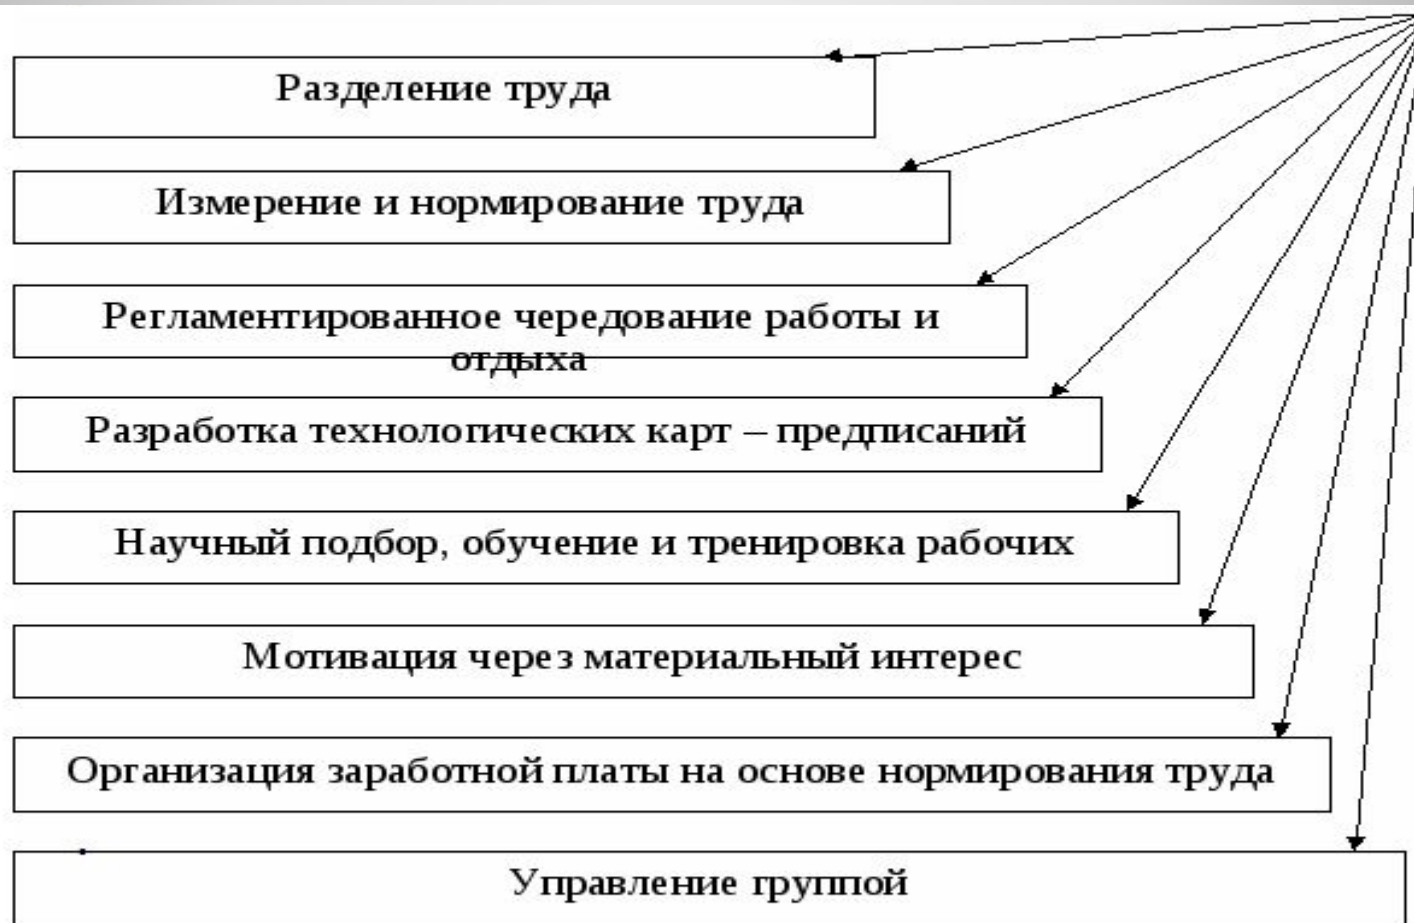 Разделение труда
Измерение и нормирование труда
Регламентированное чередование работы и
отдыха
Разработка технологических карт – предписаний
Научный подбор, обучение и тренировка рабочих
Мотивация через материальный интерес
Организация заработной платы на основе нормирования труда
Управление группой